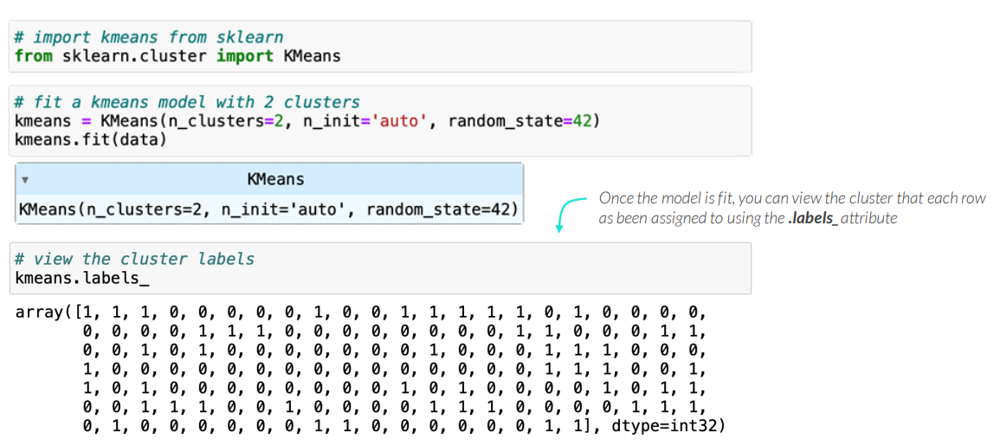 # import kmeans from sklearn
from sklearn.cluster import KMeans
# fit a kmeans model with 2 clusters
kmeans = KMeans(n_clusters=2, n_init='auto', random_state=42)
kmeans.fit(data)
▾ KMeans
KMeans(n_clusters=2, n_init='auto', random_state=42)
Once the model is fit, you can view the cluster that each row
as been assigned to using the .labels_ attribute
# view the cluster labels
kmeans.labels_
array([1, 1, 1, 0, 0, 0, 0, 0, 1, 0, 0, 1, 1, 1, 1, 1, 0, 1, 0, 0, 0, 0,
0, 0, 0, 0, 1, 1, 1, 0, 0, 0, 0, 0, 0, 0, 0, 1, 1, 0, 0, 0, 1, 1,
0, 0, 1, 0, 1, 0, 0, 0, 0, 0, 0, 0, 1, 0, 0, 0, 1, 1, 1, 0, 0, 0,
1, 0, 0, 0, 0, 0, 0, 0, 0, 0, 0, 0, 0, 0, 0, 0, 1, 1, 1, 0, 0, 1,
1, 0, 1, 0, 0, 0, 0, 0, 0, 0, 0, 1, 0, 1, 0, 0, 0, 0, 1, 0, 1, 1,
0, 0, 1, 1, 1, 0, 0, 1, 0, 0, 0, 0, 1, 1, 1, 0, 0, 0, 0, 1, 1, 1,
0, 1, 0, 0, 0, 0, 0, 0, 1, 1, 0, 0, 0, 0, 0, 0, 1, 1], dtype=int32)